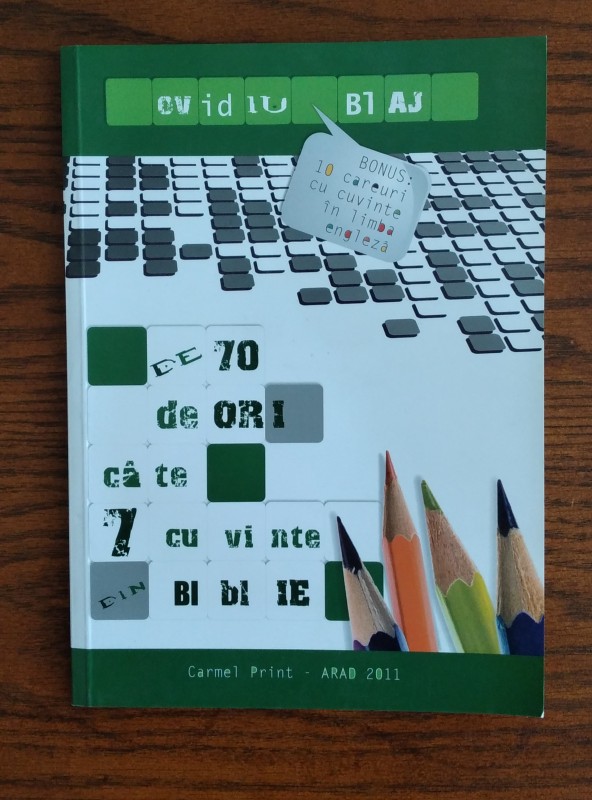 OVIdIU BlAJ
BONUS:
10 careuri
cu cuvinte
în limba
engleză
DE 70
de ORI
câte
7 cuvinte
DIN BIblIE
Carmel Print - ARAD 2011